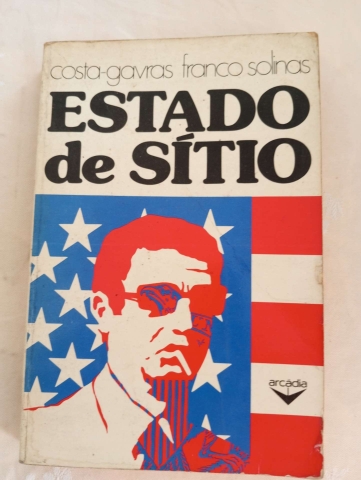 costa-gavras franco solinas
ESTADO
de SÍTIO
arcádia